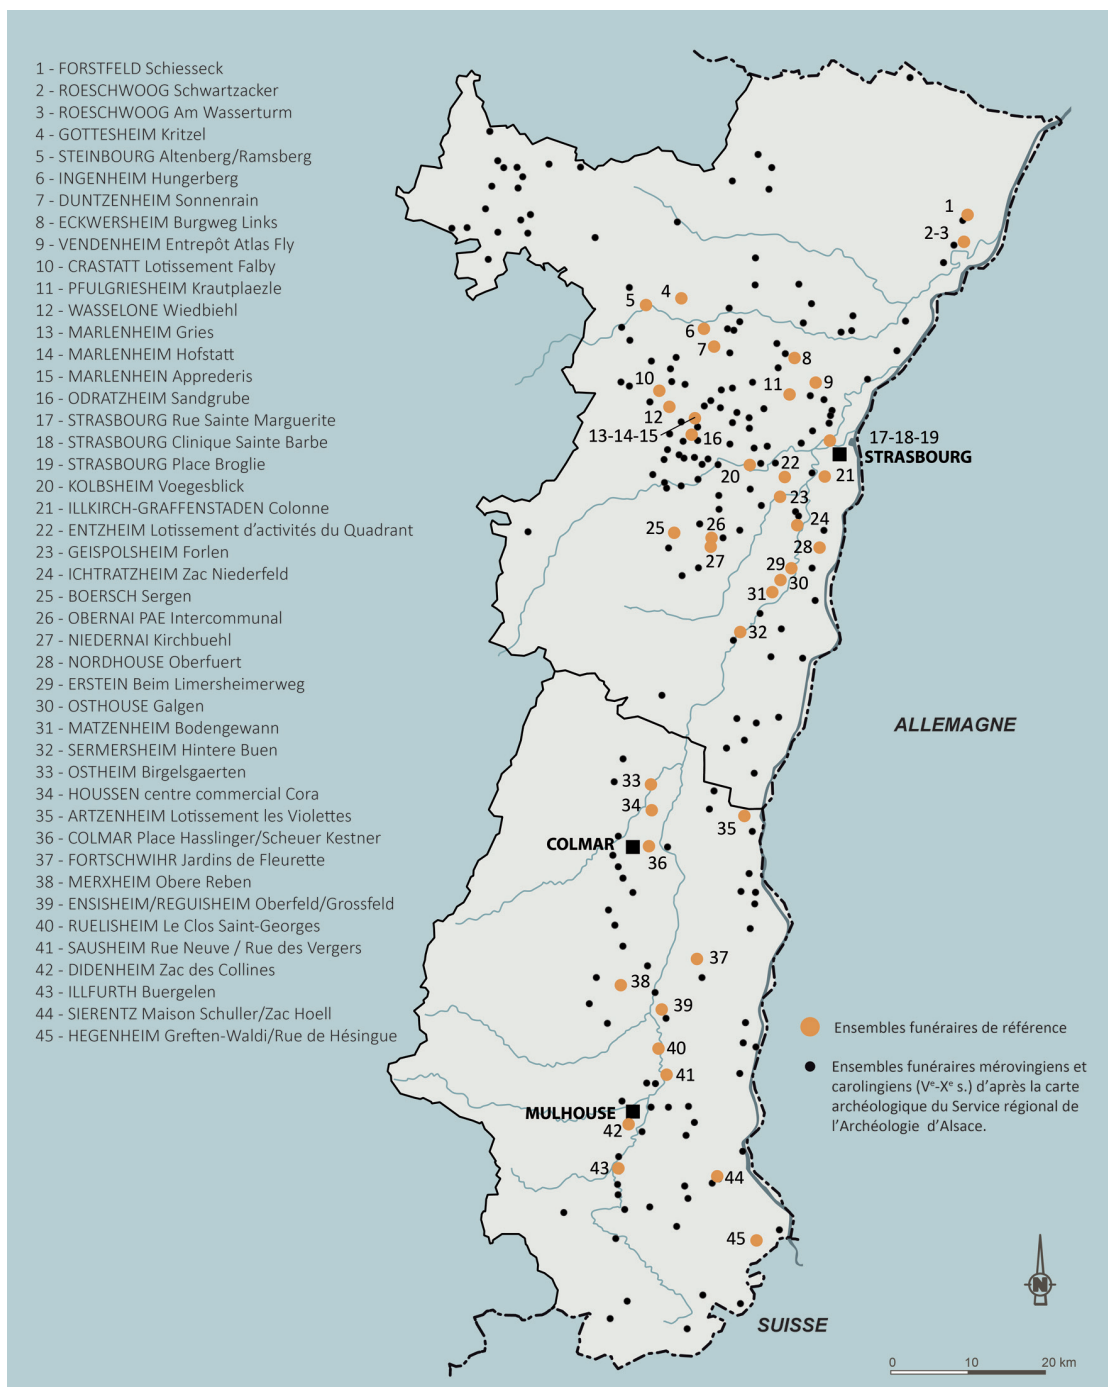 1 - FORSTFELD Schiesseck
2 - ROESCHWOOG Schwartzacker
3 - ROESCHWOOG Am Wasserturm
4 - GOTTESHEIM Kritzel
5 - STEINBOURG Altenberg/Ramsberg
6 - INGENHEIM Hungerberg
7 - DUNTZENHEIM Sonnenrain
8 - ECKWERSHEIM Burgweg Links
9 - VENDENHEIM Entrepôt Atlas Fly
10 - CRASTATT Lotissement Falby
11 - PFULGRIESHEIM Krautplaezle
12 - WASSELONE Wiedbiehl
13 - MARLENHEIM Gries
14 - MARLENHEIM Hofstatt
15 - MARLENHEIN Apprederis
16 - ODRATZHEIM Sandgrube
17 - STRASBOURG Rue Sainte Marguerite
18 - STRASBOURG Clinique Sainte Barbe
19 - STRASBOURG Place Broglie
20 - KOLBSHEIM Voegesblick
21 - ILLKIRCH-GRAFFENSTADEN Colonne
22 - ENTZHEIM Lotissement d'activités du Quadrant
23 - GEISPOLSHEIM Forlen
24 - ICHTRATZHEIM Zac Niederfeld
25 - BOERSCH Sergen
26 - OBERNAI PAE Intercommunal
27 - NIEDERNAI Kirchbuehl
28 - NORDHOUSE Oberfuert
29 - ERSTEIN Beim Limersheimerweg
30 - OSTHOUSE Galgen
31 - MATZENHEIM Bodengewann
32 - SERMERSHEIM Hintere Buen
33 - OSTHEIM Birgelsgaerten
34 - HOUSSEN centre commercial Cora
35 - ARTZENHEIM Lotissement les Violettes
36 - COLMAR Place Hasslinger/Scheuer Kestner
37 - FORTSCHWIHR Jardins de Fleurette
38 - MERXHEIM Obere Reben
39 - ENSISHEIM/REGUISHEIM Oberfeld/Grossfeld
40 - RUELISHEIM Le Clos Saint-Georges
41 - SAUSHEIM Rue Neuve / Rue des Vergers
42 - DIDENHEIM Zac des Collines
43 - ILLFURTH Buergelen
44 - SIERENTZ Maison Schuller/Zac Hoell
45 - HEGENHEIM Greften-Waldi/Rue de Hésingue
1
2-3
4
5
6
7
8
9
10
11
12
13-14-15
16
17-18-19
STRASBOURG
20
21
22
23
24
25
26
27
28
29
30
31
32
ALLEMAGNE
33
34
35
COLMAR
36
37
38
39
40
41
MULHOUSE
42
43
44
45
SUISSE
Ensembles funéraires de référence
Ensembles funéraires mérovingiens et
carolingiens (Ve-Xe s.) d'après la carte
archéologique du Service régional de
l'Archéologie d'Alsace.
N
0 10 20 km